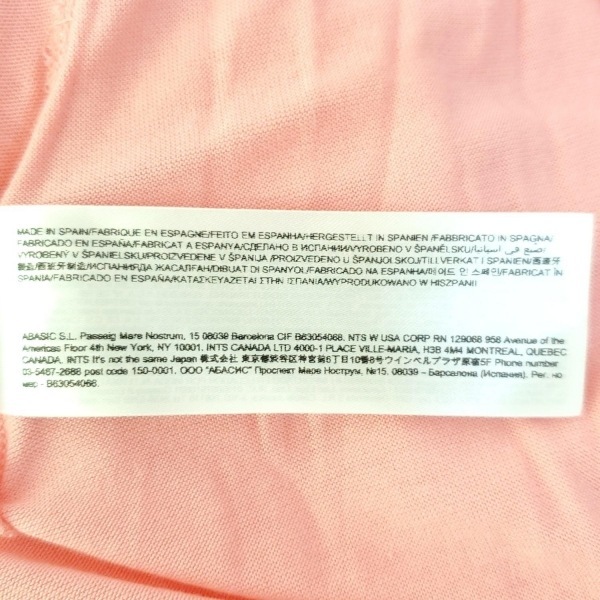 MADE IN SPAIN/FABRIQUE EN ESPAGNE/FEITO EM ESPANHA/HERGESTELLT IN SPANIEN /FABBRICATO IN SPAGNA/
FABRICADO EN ESPAÑA/FABRICAT A ESPANYA/СДЕЛАНО В ИСПАНИИ/VYROBENO V ŠPANĚLSKU/صنع في اسبانيا/
VYROBENÝ V ŠPANIELSKU/PROIZVEDENE V ŠPANIJA /PROIZVEDENO U ŠPANJOLSKOJ/TILLVERKAT I SPANIEN/西班牙
製造/西班牙制造/ИСПАНИЯДА ЖАСАЛҒАН/DIBUAT DI SPANYOL/FABRICADO NA ESPANHA/메이드 인 스페인/FABRICAT ÎN
SPANIA/FABRICADO EN ESPAÑA/ΚΑΤΑΣΚΕΥΑΖΕΤΑΙ ΣΤΗΝ ΙΣΠΑΝΙΑ/WYPRODUKOWANO W HISZPANII
ABASIC S.L. Passeig Mare Nostrum, 15 08039 Barcelona CIF B63054068. NTS W USA CORP RN 129068 958 Avenue of the
Americas Floor 4th New York, NY 10001. INTS CANADA LTD 4000-1 PLACE VILLE-MARIA, H3B 4M4 MONTREAL, QUEBEC
CANADA. INTS It's not the same Japan 株式会社 東京都渋谷区神宮前6丁目10番8号ウインベルプラザ原宿5F Phone number
03-5467-2688 post code 150-0001. ООО "АБАСИС" Проспект Маре Нострум, №15. 08039 – Барселона (Испания). Рег. но
мес - B63054068.